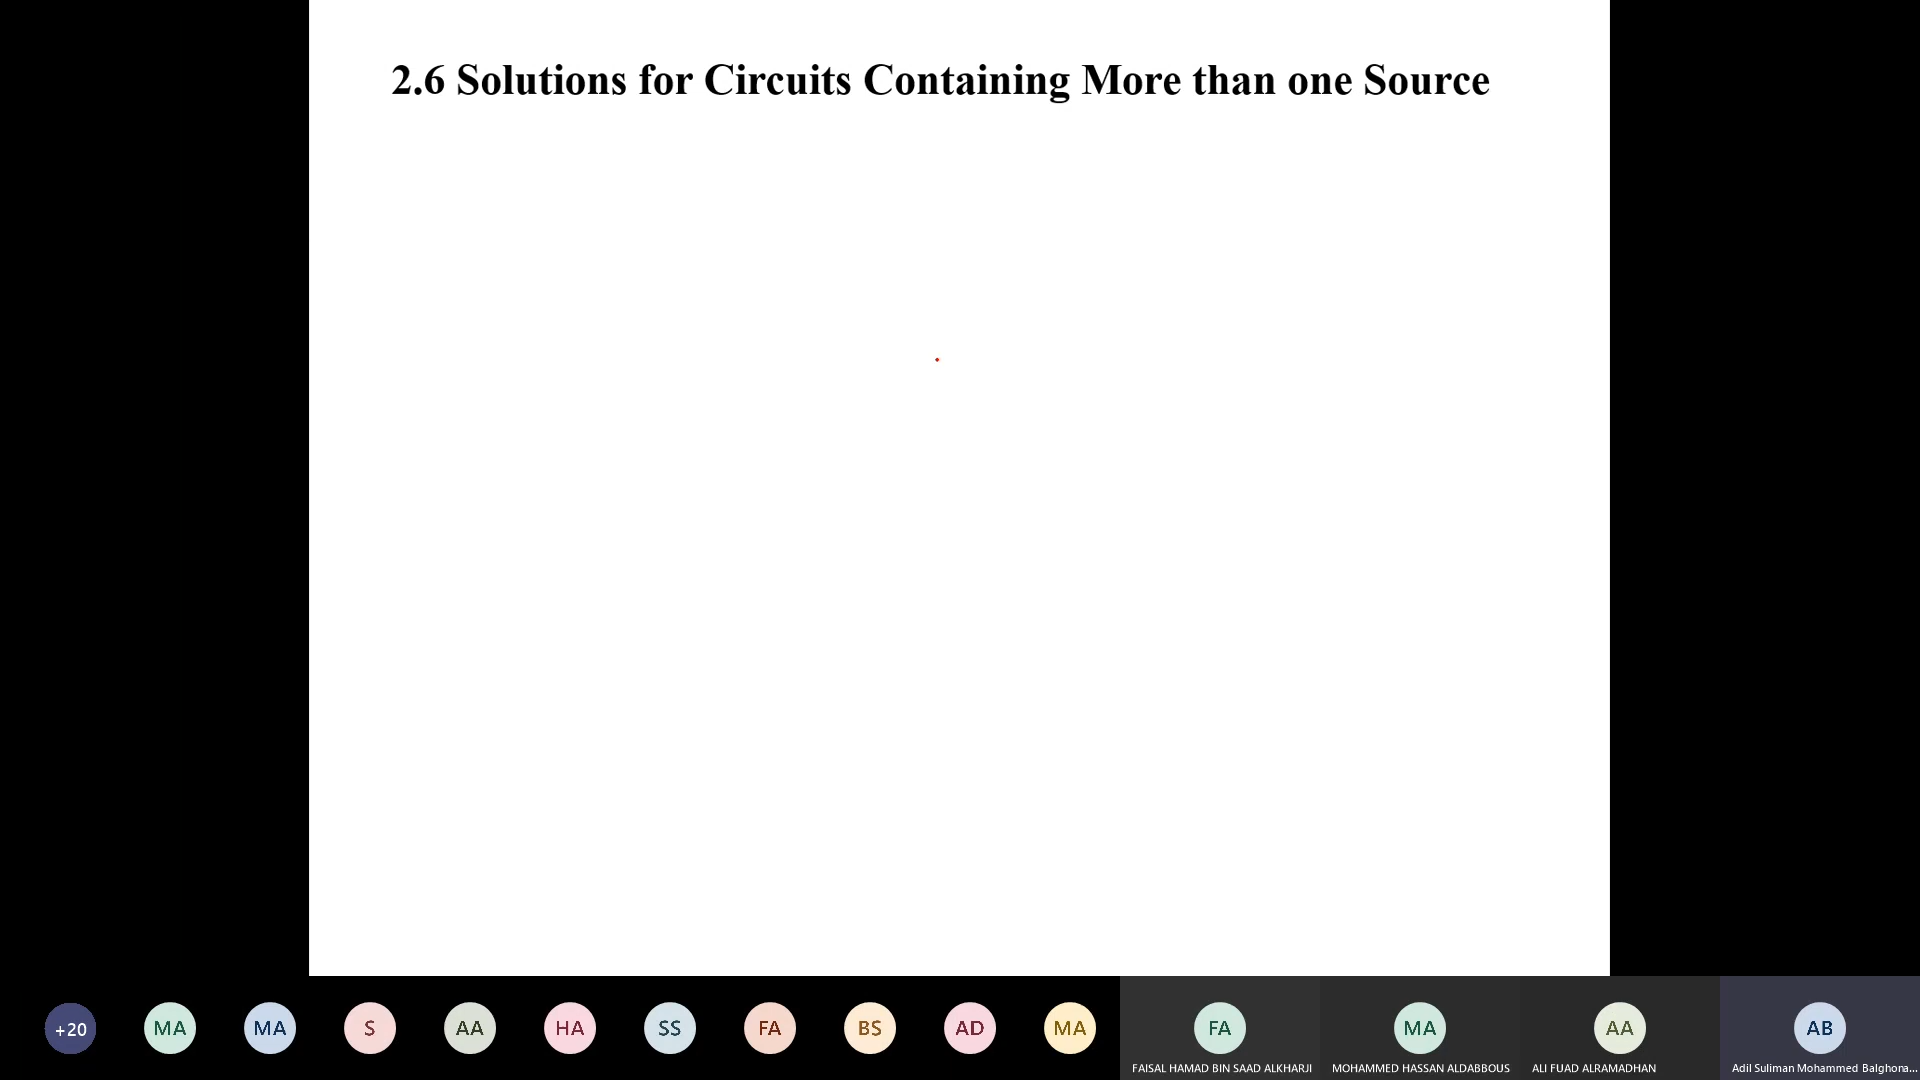 2.6 Solutions for Circuits Containing More than one Source
+20
MA
MA
S
AA
HA
SS
FA
BS
AD
MA
FA
MA
AA
AB
FAISAL HAMAD BIN SAAD ALKHARJI
MOHAMMED HASSAN ALDABBOUS
ALI FUAD ALRAMADHAN
Adil Suliman Mohammed Balghona...